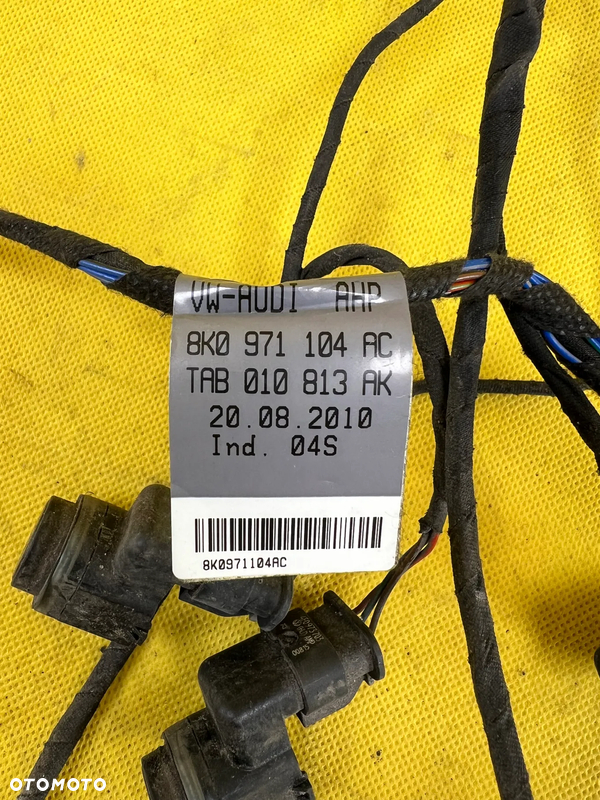 VW-AUDI AHP
8K0 971 104 AC
TAB 010 813 AK
20.08.2010
Ind. 04S
8K0971104AC
OTOMOTO